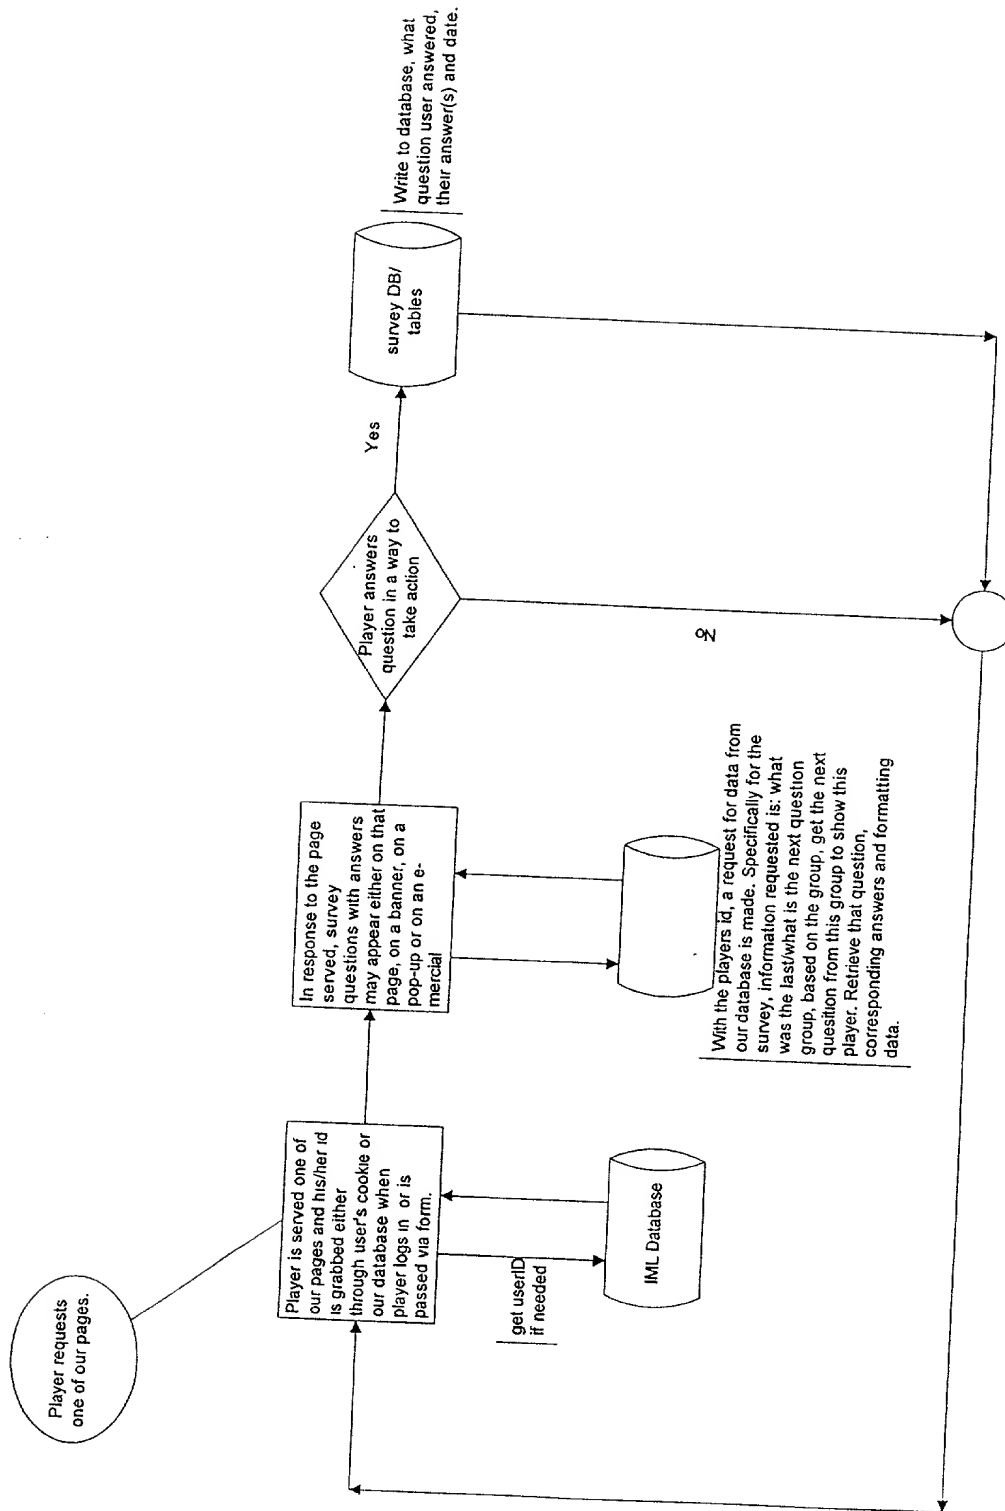 Player requests
one of our pages.
Player is served one of
our pages and his/her id
is grabbed either
through user's cookie or
our database when
player logs in or is
passed via form.
get userID
if needed
IML Database
In response to the page
served, survey
questions with answers
may appear either on that
page, on a banner, on a
pop-up or on an e-
mercial
With the players id, a request for data from
our database is made. Specifically for the
survey, information requested is: what
was the last/what is the next question
group, based on the group, get the next
quesition from this group to show this
player. Retrieve that question,
corresponding answers and formatting
data.
Player answers
question in a way to
take action
Yes
No
survey DB/
tables
Write to database, what
question user answered,
their answer(s) and date.